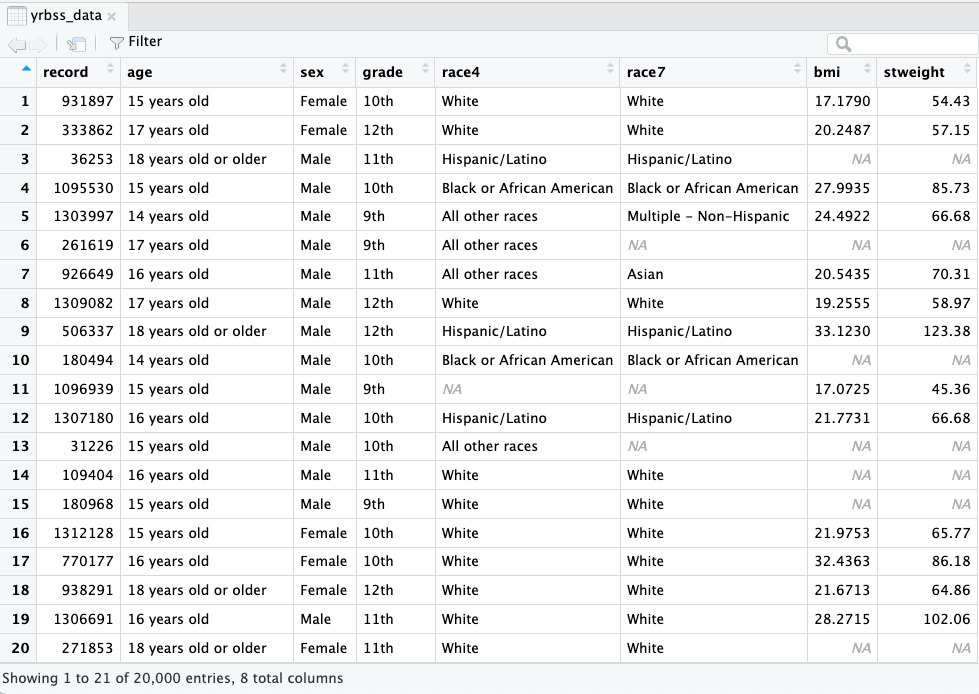 yrbss_data
Filter
record age sex grade race4 race7 bmi stweight
1 931897 15 years old Female 10th White White 17.1790 54.43
2 333862 17 years old Female 12th White White 20.2487 57.15
3 36253 18 years old or older Male 11th Hispanic/Latino Hispanic/Latino NA NA
4 1095530 15 years old Male 10th Black or African American Black or African American 27.9935 85.73
5 1303997 14 years old Male 9th All other races Multiple – Non-Hispanic 24.4922 66.68
6 261619 17 years old Male 9th All other races NA NA NA
7 926649 16 years old Male 11th All other races Asian 20.5435 70.31
8 1309082 17 years old Male 12th White White 19.2555 58.97
9 506337 18 years old or older Male 12th Hispanic/Latino Hispanic/Latino 33.1230 123.38
10 180494 14 years old Male 10th Black or African American Black or African American NA NA
11 1096939 15 years old Male 9th NA NA 17.0725 45.36
12 1307180 16 years old Male 10th Hispanic/Latino Hispanic/Latino 21.7731 66.68
13 31226 15 years old Male 10th All other races NA NA NA
14 109404 16 years old Male 11th White White NA NA
15 180968 15 years old Male 9th White White NA NA
16 1312128 15 years old Female 10th White White 21.9753 65.77
17 770177 16 years old Female 10th White White 32.4363 86.18
18 938291 18 years old or older Female 12th White White 21.6713 64.86
19 1306691 16 years old Male 11th White White 28.2715 102.06
20 271853 18 years old or older Female 11th White White NA NA
Showing 1 to 21 of 20,000 entries, 8 total columns